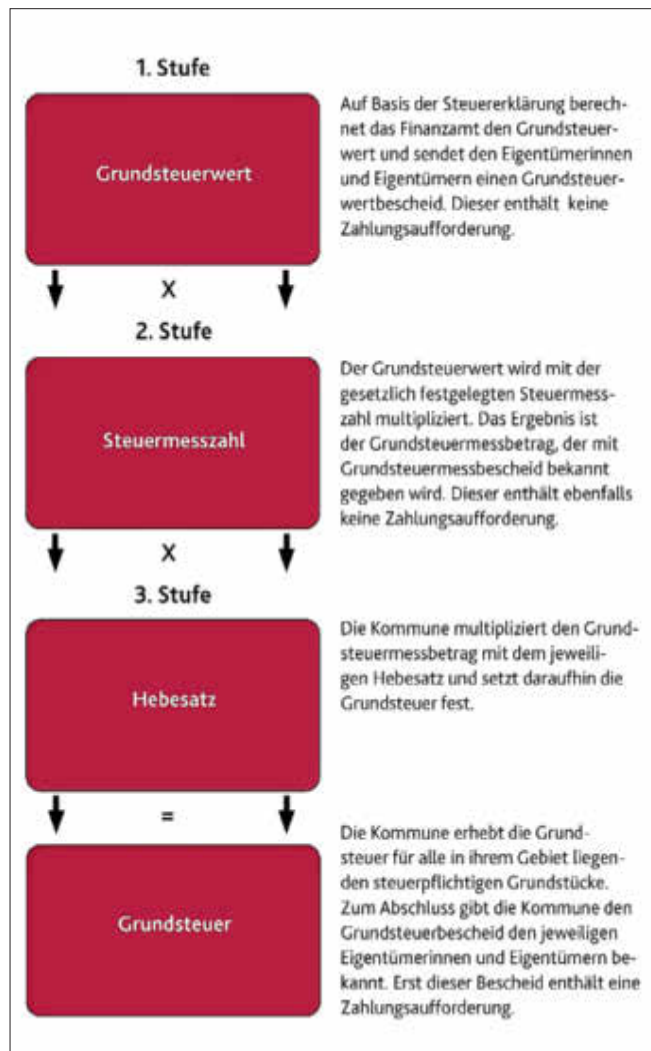 1. Stufe
Grundsteuerwert
Auf Basis der Steuererklärung berech-
net das Finanzamt den Grundsteuer-
wert und sendet den Eigentümerinnen
und Eigentümern einen Grundsteuer-
wertbescheid. Dieser enthält keine
Zahlungsaufforderung.
X
2. Stufe
Steuermesszahl
Der Grundsteuerwert wird mit der
gesetzlich festgelegten Steuermess-
zahl multipliziert. Das Ergebnis ist
der Grundsteuermessbetrag, der mit
Grundsteuermessbescheid bekannt
gegeben wird. Dieser enthält ebenfalls
keine Zahlungsaufforderung.
X
3. Stufe
Hebesatz
Die Kommune multipliziert den Grund-
steuermessbetrag mit dem jeweili-
gen Hebesatz und setzt daraufhin die
Grundsteuer fest.
=
Grundsteuer
Die Kommune erhebt die Grund-
steuer für alle in ihrem Gebiet liegen-
den steuerpflichtigen Grundstücke.
Zum Abschluss gibt die Kommune den
Grundsteuerbescheid den jeweiligen
Eigentümerinnen und Eigentümern be-
kannt. Erst dieser Bescheid enthält eine
Zahlungsaufforderung.